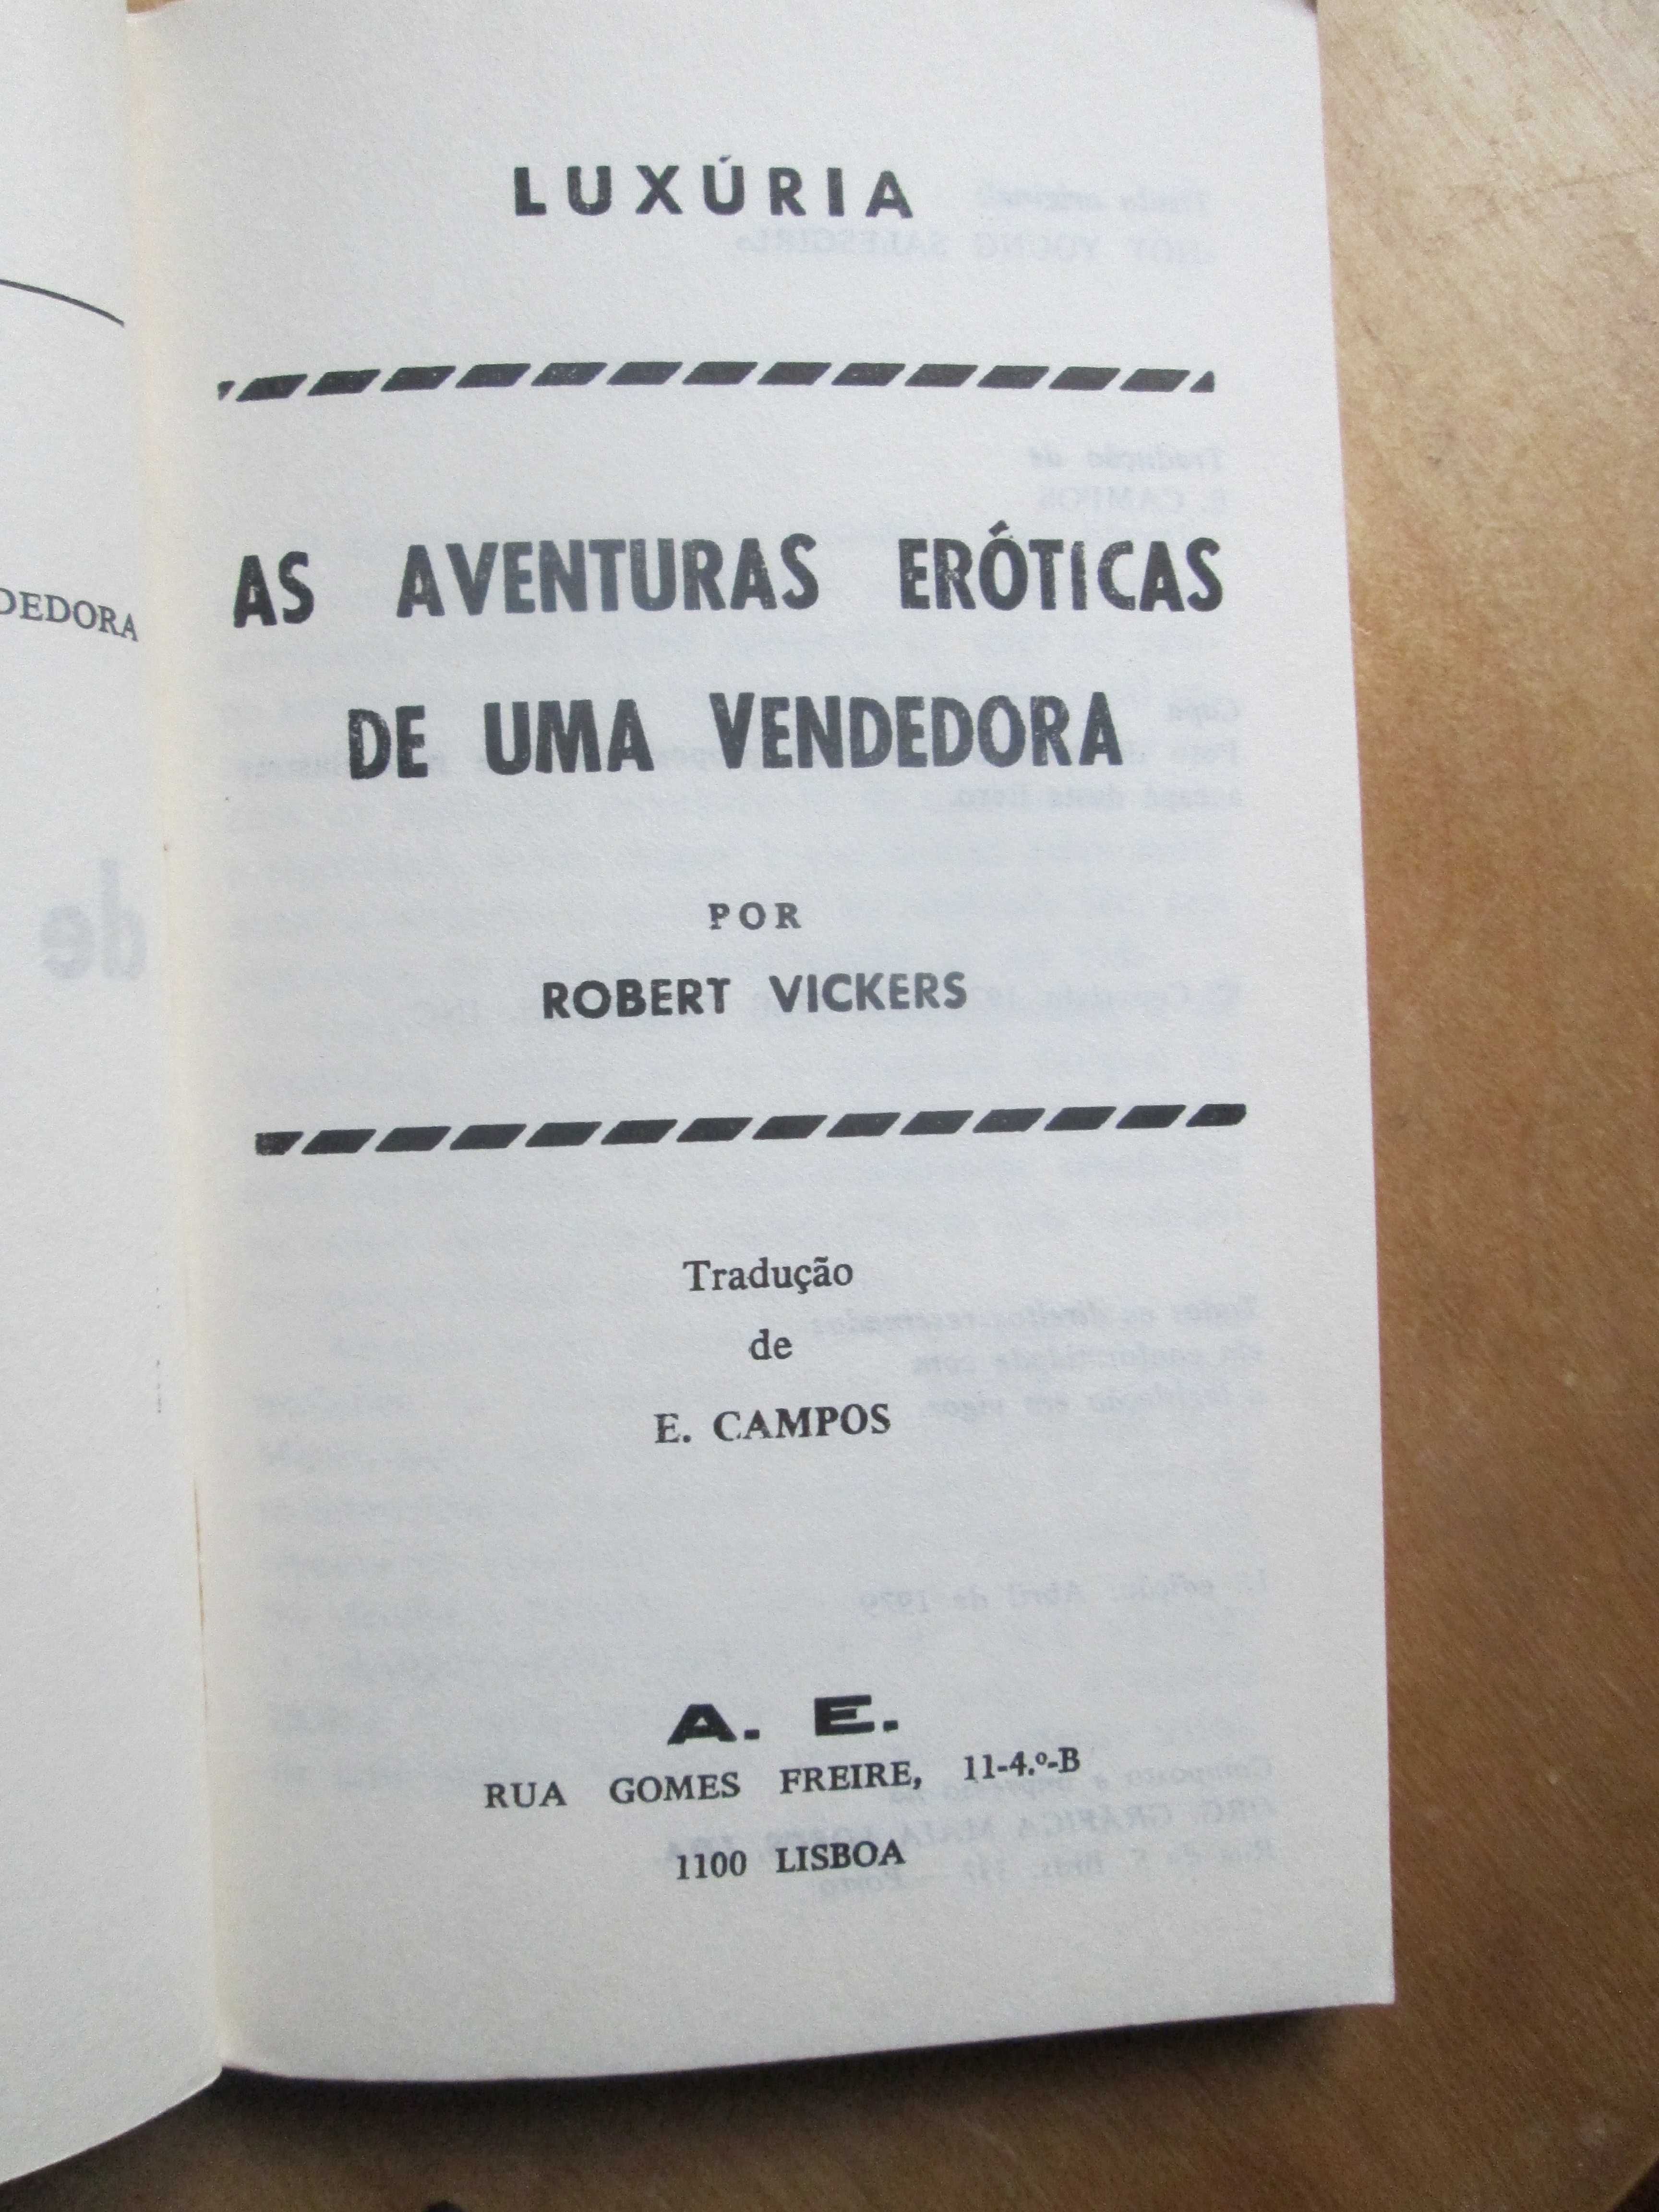 DEDORA
LUXÚRIA
AS AVENTURAS ERÓTICAS
DE UMA VENDEDORA
POR
ROBERT VICKERS
Tradução
de
E. CAMPOS
A. E.
RUA GOMES FREIRE, 11-4.º-B
1100 LISBOA